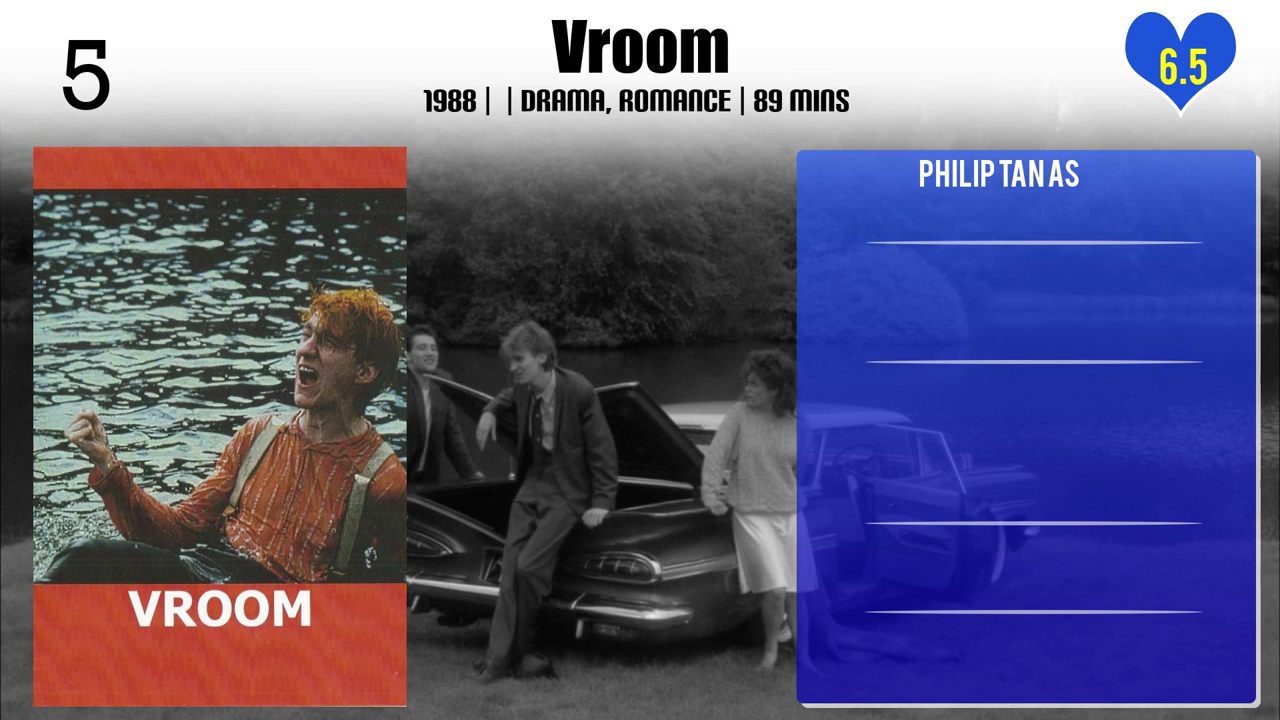 5
Vroom
1988 | | DRAMA, ROMANCE | 89 MINS
6.5
PHILIP TAN AS
VROOM